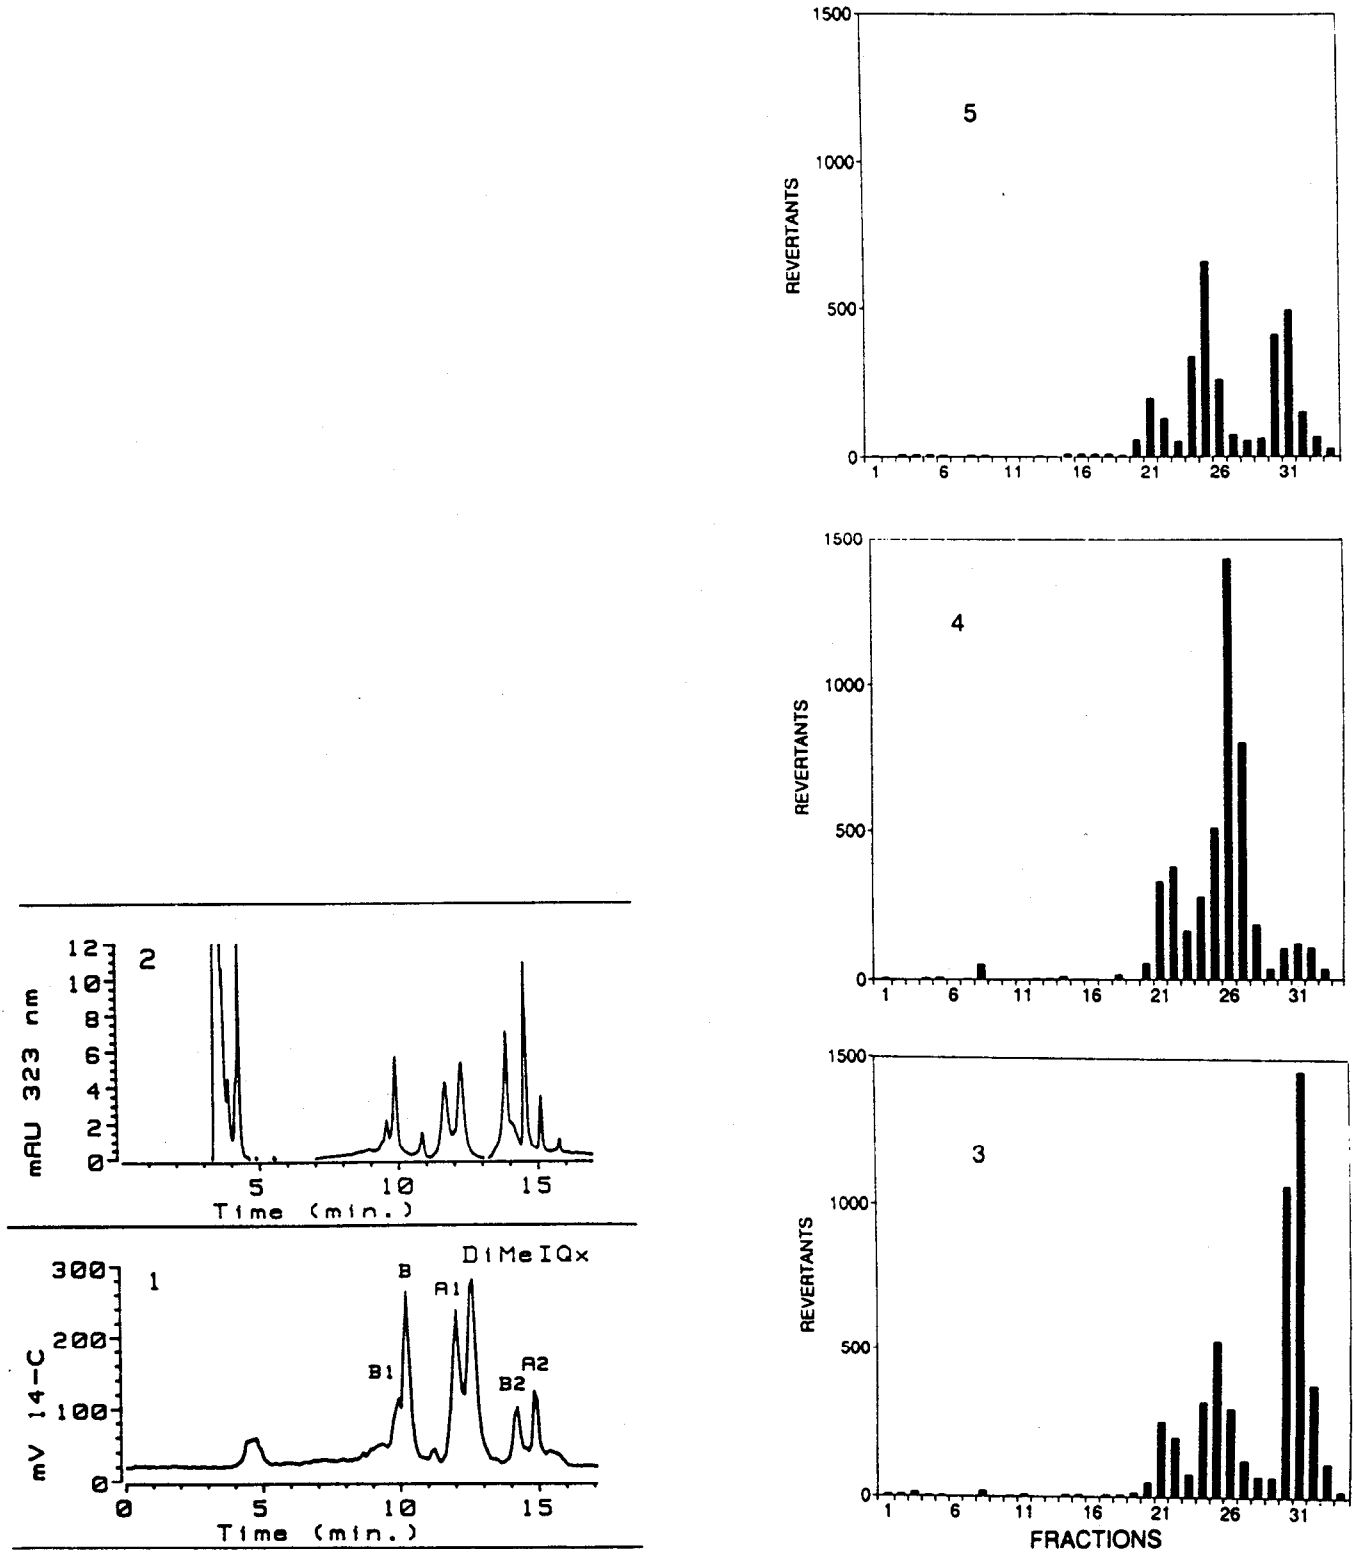 1500
1000
500
0
REVERTANTS
5
1 6 11 16 21 26 31
1500
1000
500
0
REVERTANTS
4
1 6 11 16 21 26 31
12
10
8
6
4
2
0
mAU 323 nm
2
5 10 15
Time (min.)
300
200
100
0
mV 14-C
1
DiMeIQx
B
A1
B1
A2
B2
0 5 10 15
Time (min.)
1500
1000
500
0
REVERTANTS
3
1 6 11 16 21 26 31
FRACTIONS